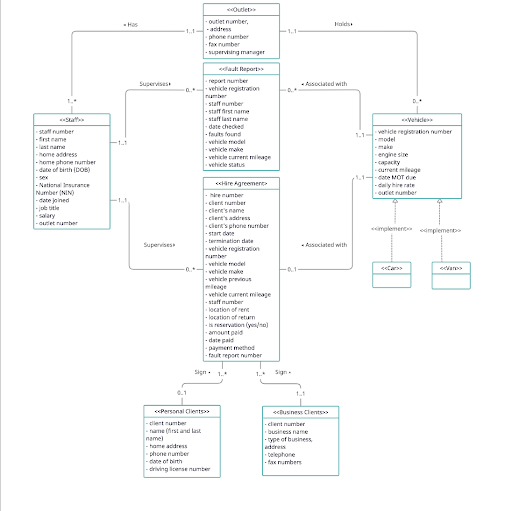 <<Outlet>>
- outlet number,
- address
- phone number
- fax number
- supervising manager
◂ Has
1..1
1..1
Holds▸
1..*
0..*
<<Fault Report>>
- report number
- vehicle registration
number
- staff number
- staff first name
- staff last name
- date checked
- faults found
- vehicle model
- vehicle make
- vehicle current mileage
- vehicle status
Supervises▸
0..*
0..*
◂ Associated with
1..1
1..1
<<Staff>>
- staff number
- first name
- last name
- home address
- home phone number
- date of birth (DOB)
- sex
- National Insurance
Number (NIN)
- date joined
- job title
- salary
- outlet number
<<Vehicle>>
- vehicle registration number
- model
- make
- engine size
- capacity
- current mileage
- date MOT due
- daily hire rate
- outlet number
1..1
1..1
<<Hire Agreement>>
- hire number
- client number
- client's name
- client's address
- client's phone number
- start date
- termination date
- vehicle registration
number
- vehicle model
- vehicle make
- vehicle previous
mileage
- vehicle current mileage
- staff number
- location of rent
- location of return
- is reservation (yes/no)
- amount paid
- date paid
- payment method
- fault report number
Supervises▸
0..*
0..1
◂ Associated with
<<implement>>
<<implement>>
<<Car>>
<<Van>>
Sign ▸
1..*
1..*
Sign ▸
0..1
1..1
<<Personal Clients>>
- client number
- name (first and last
name)
- home address
- phone number
- date of birth
- driving license number
<<Business Clients>>
- client number
- business name
- type of business,
address
- telephone
- fax numbers